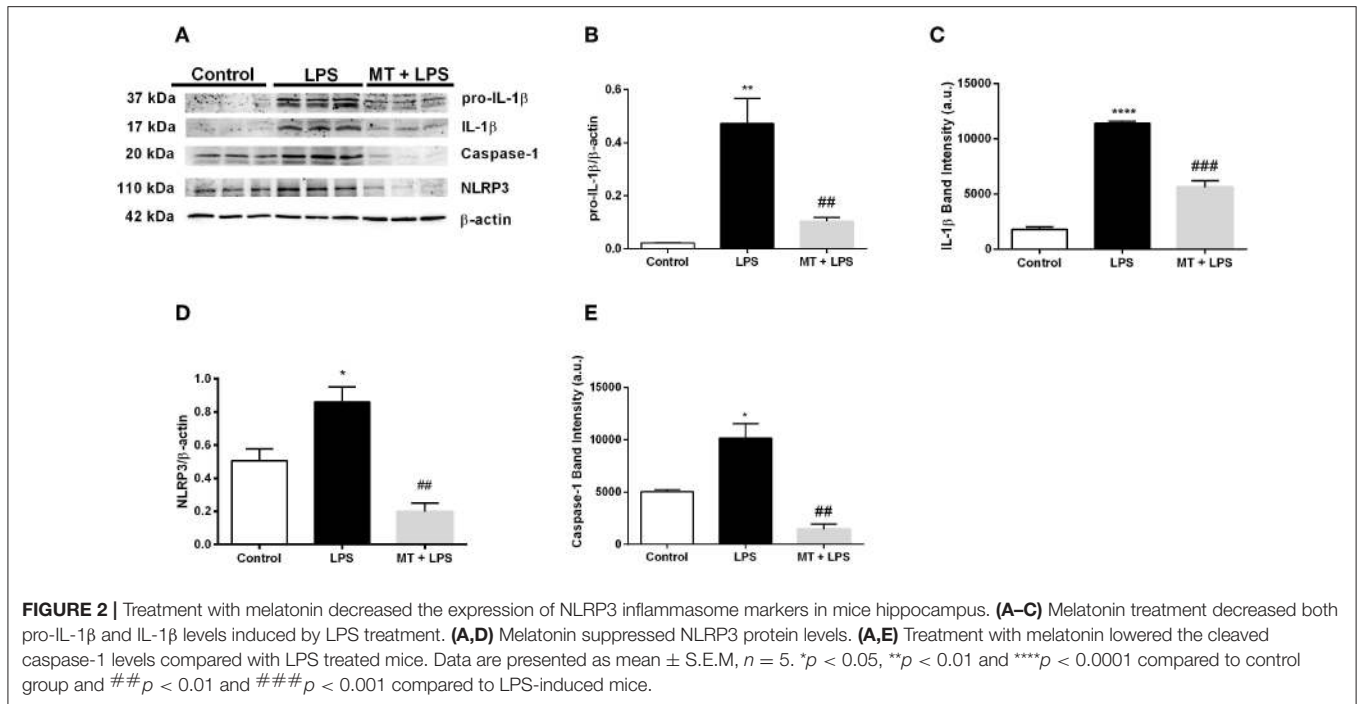 A
Control LPS MT + LPS
37 kDa pro-IL-1β
17 kDa IL-1β
20 kDa Caspase-1
110 kDa NLRP3
42 kDa β-actin
B
pro-IL-1β/β-actin
0.6
0.4
0.2
0.0
**
##
Control LPS MT + LPS
C
IL-1β Band Intensity (a.u.)
15000
10000
5000
0
****
###
Control LPS MT + LPS
D
NLRP3/β-actin
1.0
0.8
0.6
0.4
0.2
0.0
*
##
Control LPS MT + LPS
E
Caspase-1 Band Intensity (a.u.)
15000
10000
5000
0
*
##
Control LPS MT + LPS
FIGURE 2 | Treatment with melatonin decreased the expression of NLRP3 inflammasome markers in mice hippocampus. (A–C) Melatonin treatment decreased both
pro-IL-1β and IL-1β levels induced by LPS treatment. (A,D) Melatonin suppressed NLRP3 protein levels. (A,E) Treatment with melatonin lowered the cleaved
caspase-1 levels compared with LPS treated mice. Data are presented as mean ± S.E.M, n = 5. *p < 0.05, **p < 0.01 and ****p < 0.0001 compared to control
group and ##p < 0.01 and ###p < 0.001 compared to LPS-induced mice.